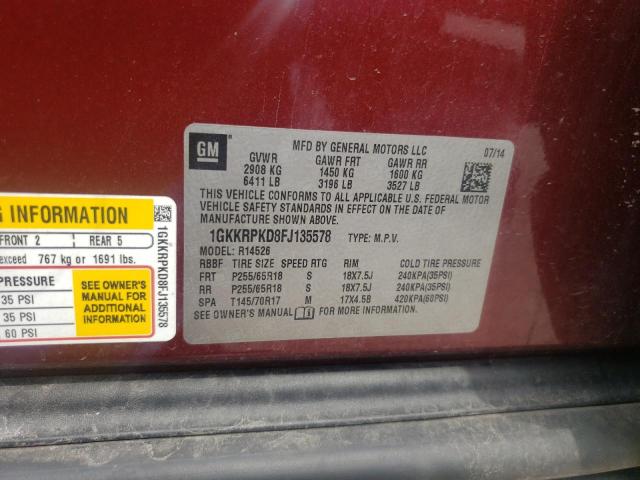 GM
MFD BY GENERAL MOTORS LLC
07/14
GVWR GAWR FRT GAWR RR
2908 KG 1450 KG 1600 KG
6411 LB 3196 LB 3527 LB
THIS VEHICLE CONFORMS TO ALL APPLICABLE U.S. FEDERAL MOTOR
VEHICLE SAFETY STANDARDS IN EFFECT ON THE DATE OF
MANUFACTURE SHOWN ABOVE.
1GKKRPKD8FJ135578 TYPE: M.P.V.
MODEL: R14526
RBBF TIRE SIZE SPEED RTG RIM COLD TIRE PRESSURE
FRT P255/65R18 S 18X7.5J 240KPA(35PSI)
RR P255/65R18 S 18X7.5J 240KPA(35PSI)
SPA T145/70R17 M 17X4.5B 420KPA(60PSI)
SEE OWNER'S MANUAL FOR MORE INFORMATION.
INFORMATION
FRONT 2 REAR 5
exceed 767 kg or 1691 lbs.
PRESSURE
35 PSI
35 PSI
60 PSI
SEE OWNER'S
MANUAL FOR
ADDITIONAL
INFORMATION
1GKKRPKD8FJ135578